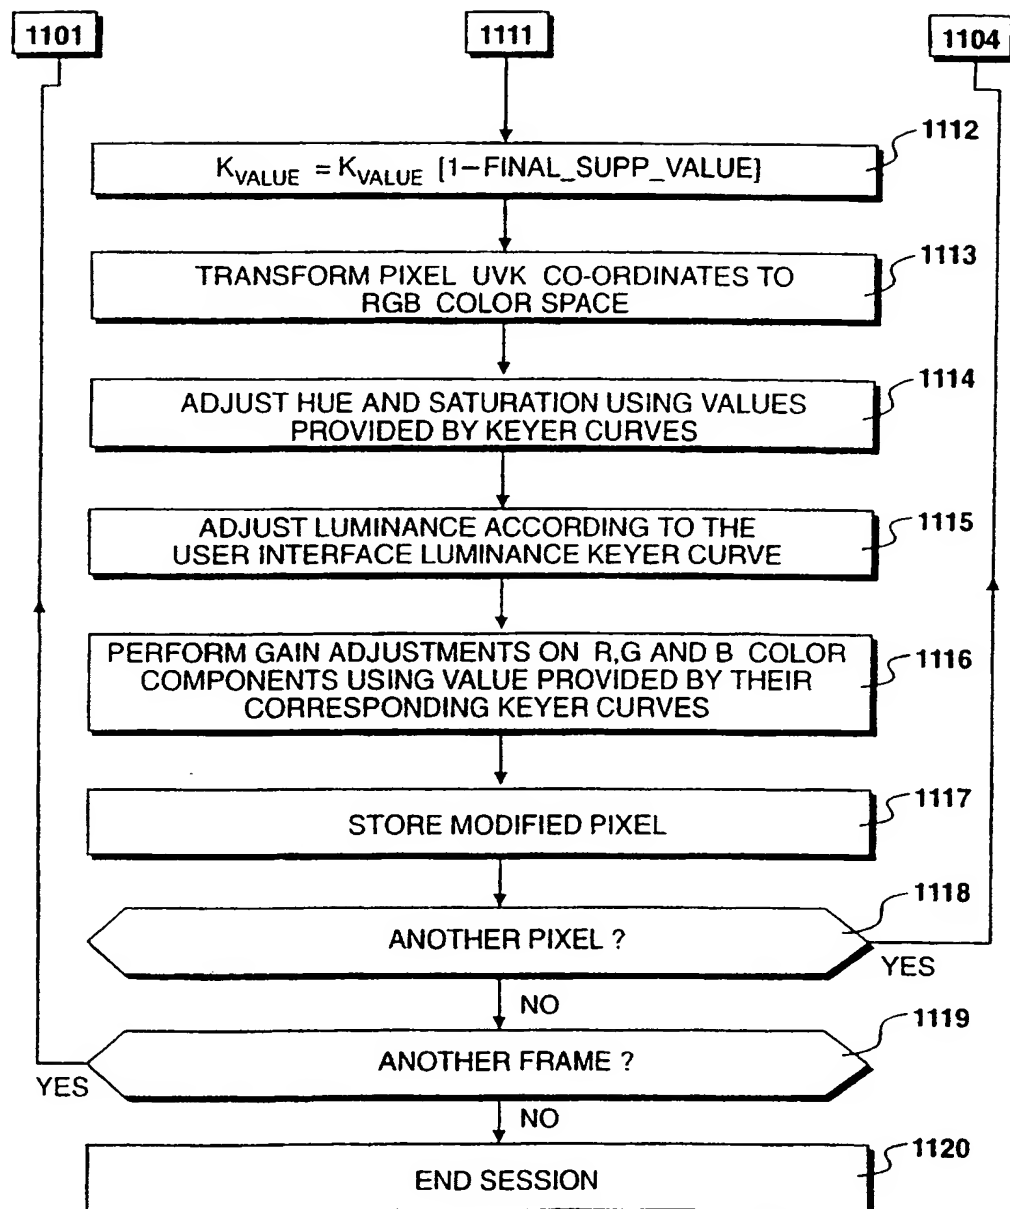 1101
1111
1104
1112
K_VALUE = K_VALUE [1–FINAL_SUPP_VALUE]
1113
TRANSFORM PIXEL UVK CO-ORDINATES TO
RGB COLOR SPACE
1114
ADJUST HUE AND SATURATION USING VALUES
PROVIDED BY KEYER CURVES
1115
ADJUST LUMINANCE ACCORDING TO THE
USER INTERFACE LUMINANCE KEYER CURVE
1116
PERFORM GAIN ADJUSTMENTS ON R,G AND B COLOR
COMPONENTS USING VALUE PROVIDED BY THEIR
CORRESPONDING KEYER CURVES
1117
STORE MODIFIED PIXEL
1118
ANOTHER PIXEL ?
YES
NO
1119
ANOTHER FRAME ?
YES
NO
1120
END SESSION